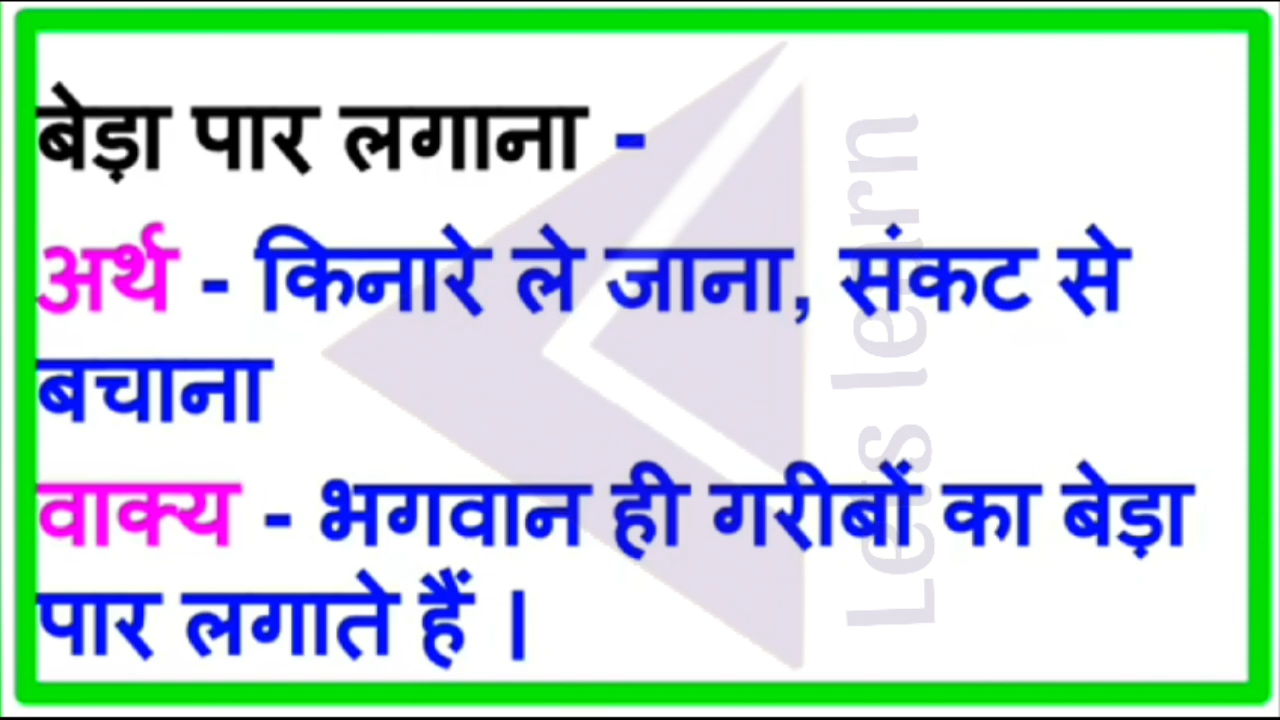 बेड़ा पार लगाना -
अर्थ - किनारे ले जाना, संकट से
बचाना
वाक्य - भगवान ही गरीबों का बेड़ा
पार लगाते हैं ।
Let's learn